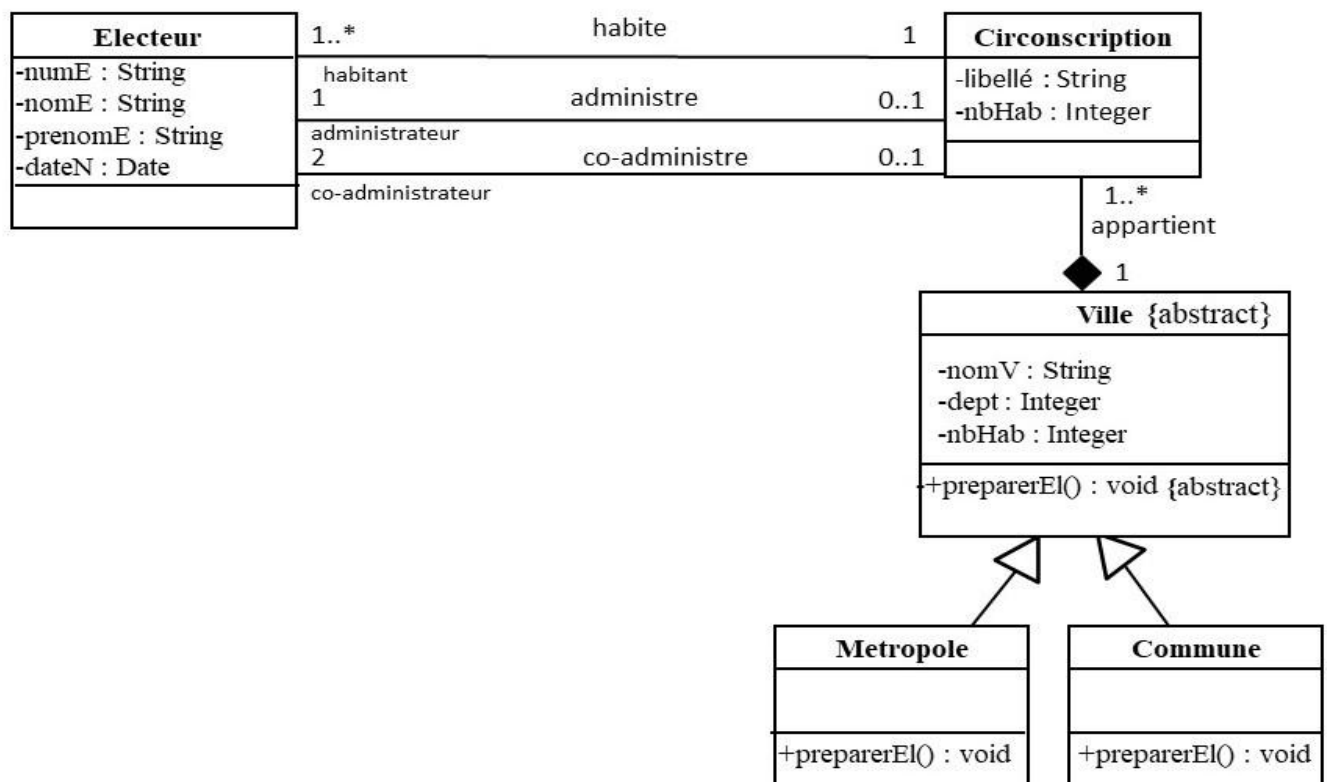 Electeur
-numE : String
-nomE : String
-prenomE : String
-dateN : Date
1..* habite 1
habitant
1 administre 0..1
administrateur
2 co-administre 0..1
co-administrateur
Circonscription
-libellé : String
-nbHab : Integer
1..*
appartient
1
Ville {abstract}
-nomV : String
-dept : Integer
-nbHab : Integer
-+preparerEl() : void {abstract}
Metropole
+preparerEl() : void
Commune
+preparerEl() : void